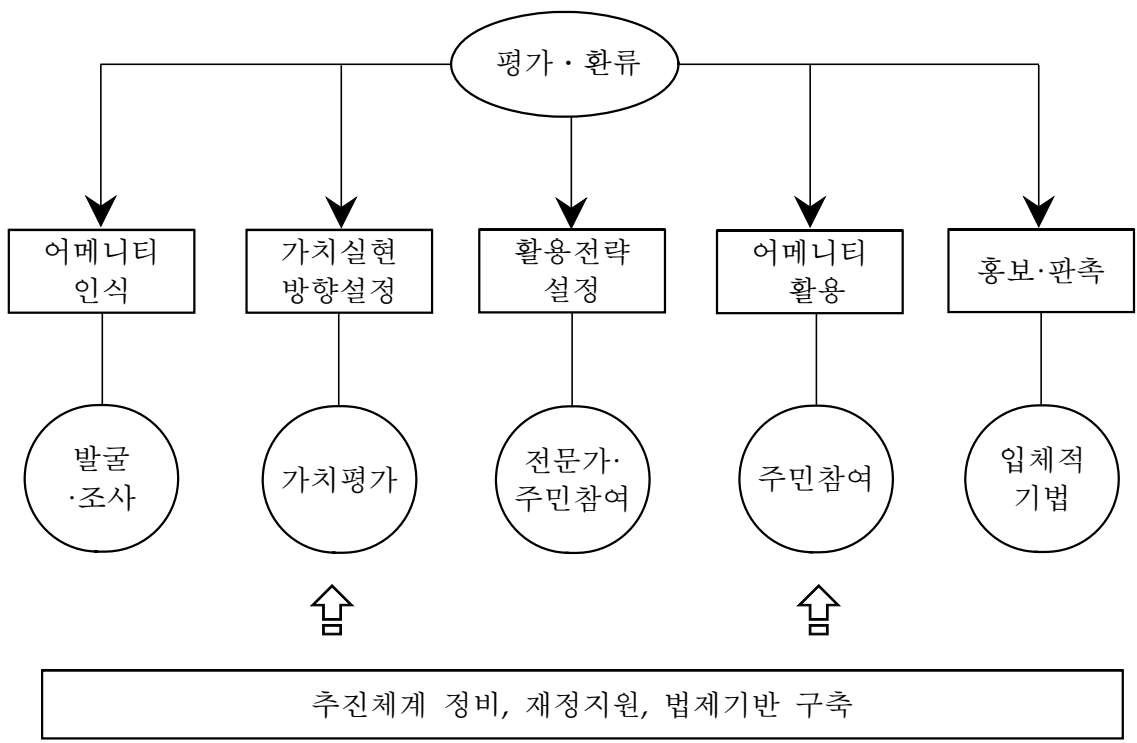 평가 · 환류
어메니티
인식
가치실현
방향설정
활용전략
설정
어메니티
활용
홍보·판촉
발굴
·조사
가치평가
전문가·
주민참여
주민참여
입체적
기법
추진체계 정비, 재정지원, 법제기반 구축